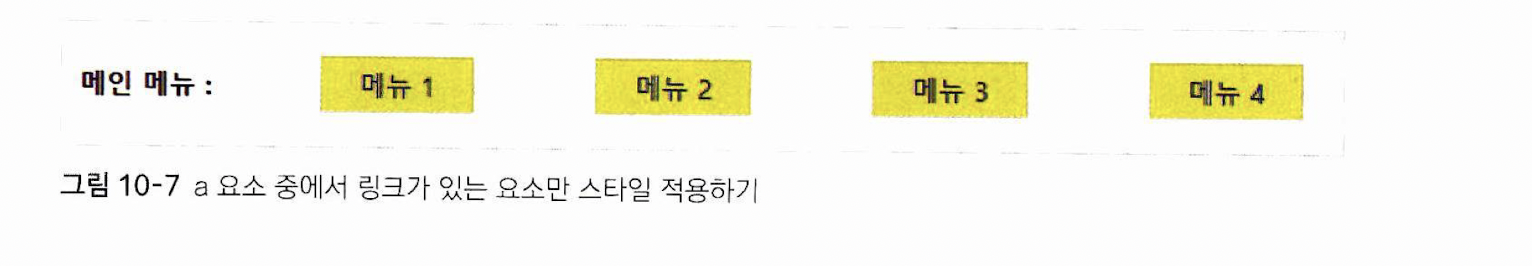 메인 메뉴 : 메뉴 1 메뉴 2 메뉴 3 메뉴 4
그림 10-7 a 요소 중에서 링크가 있는 요소만 스타일 적용하기